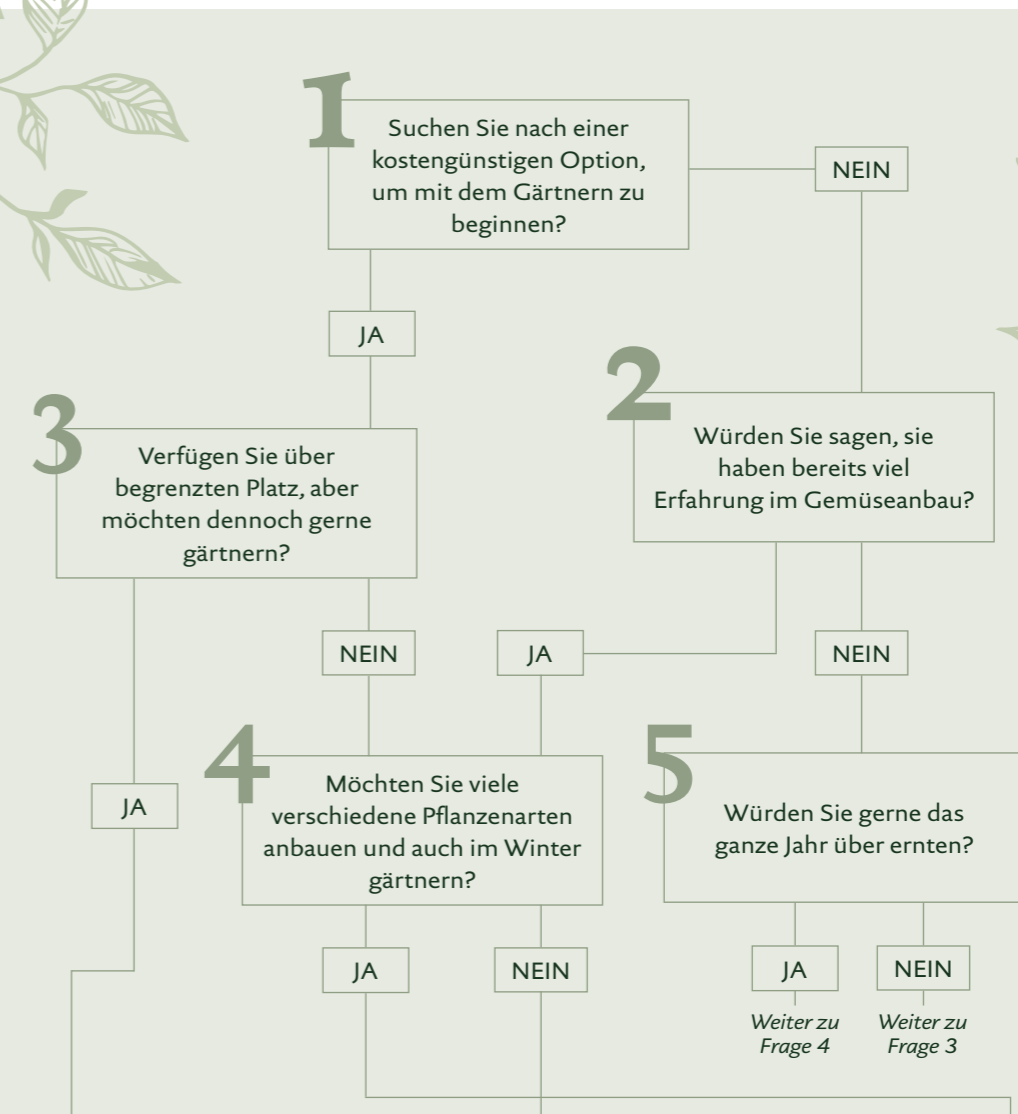 1
Suchen Sie nach einer
kostengünstigen Option,
um mit dem Gärtnern zu
beginnen?
NEIN
JA
2
Würden Sie sagen, sie
haben bereits viel
Erfahrung im Gemüseanbau?
3
Verfügen Sie über
begrenzten Platz, aber
möchten dennoch gerne
gärtnern?
NEIN
JA
NEIN
JA
4
Möchten Sie viele
verschiedene Pflanzenarten
anbauen und auch im Winter
gärtnern?
5
Würden Sie gerne das
ganze Jahr über ernten?
JA
NEIN
JA
Weiter zu
Frage 4
NEIN
Weiter zu
Frage 3